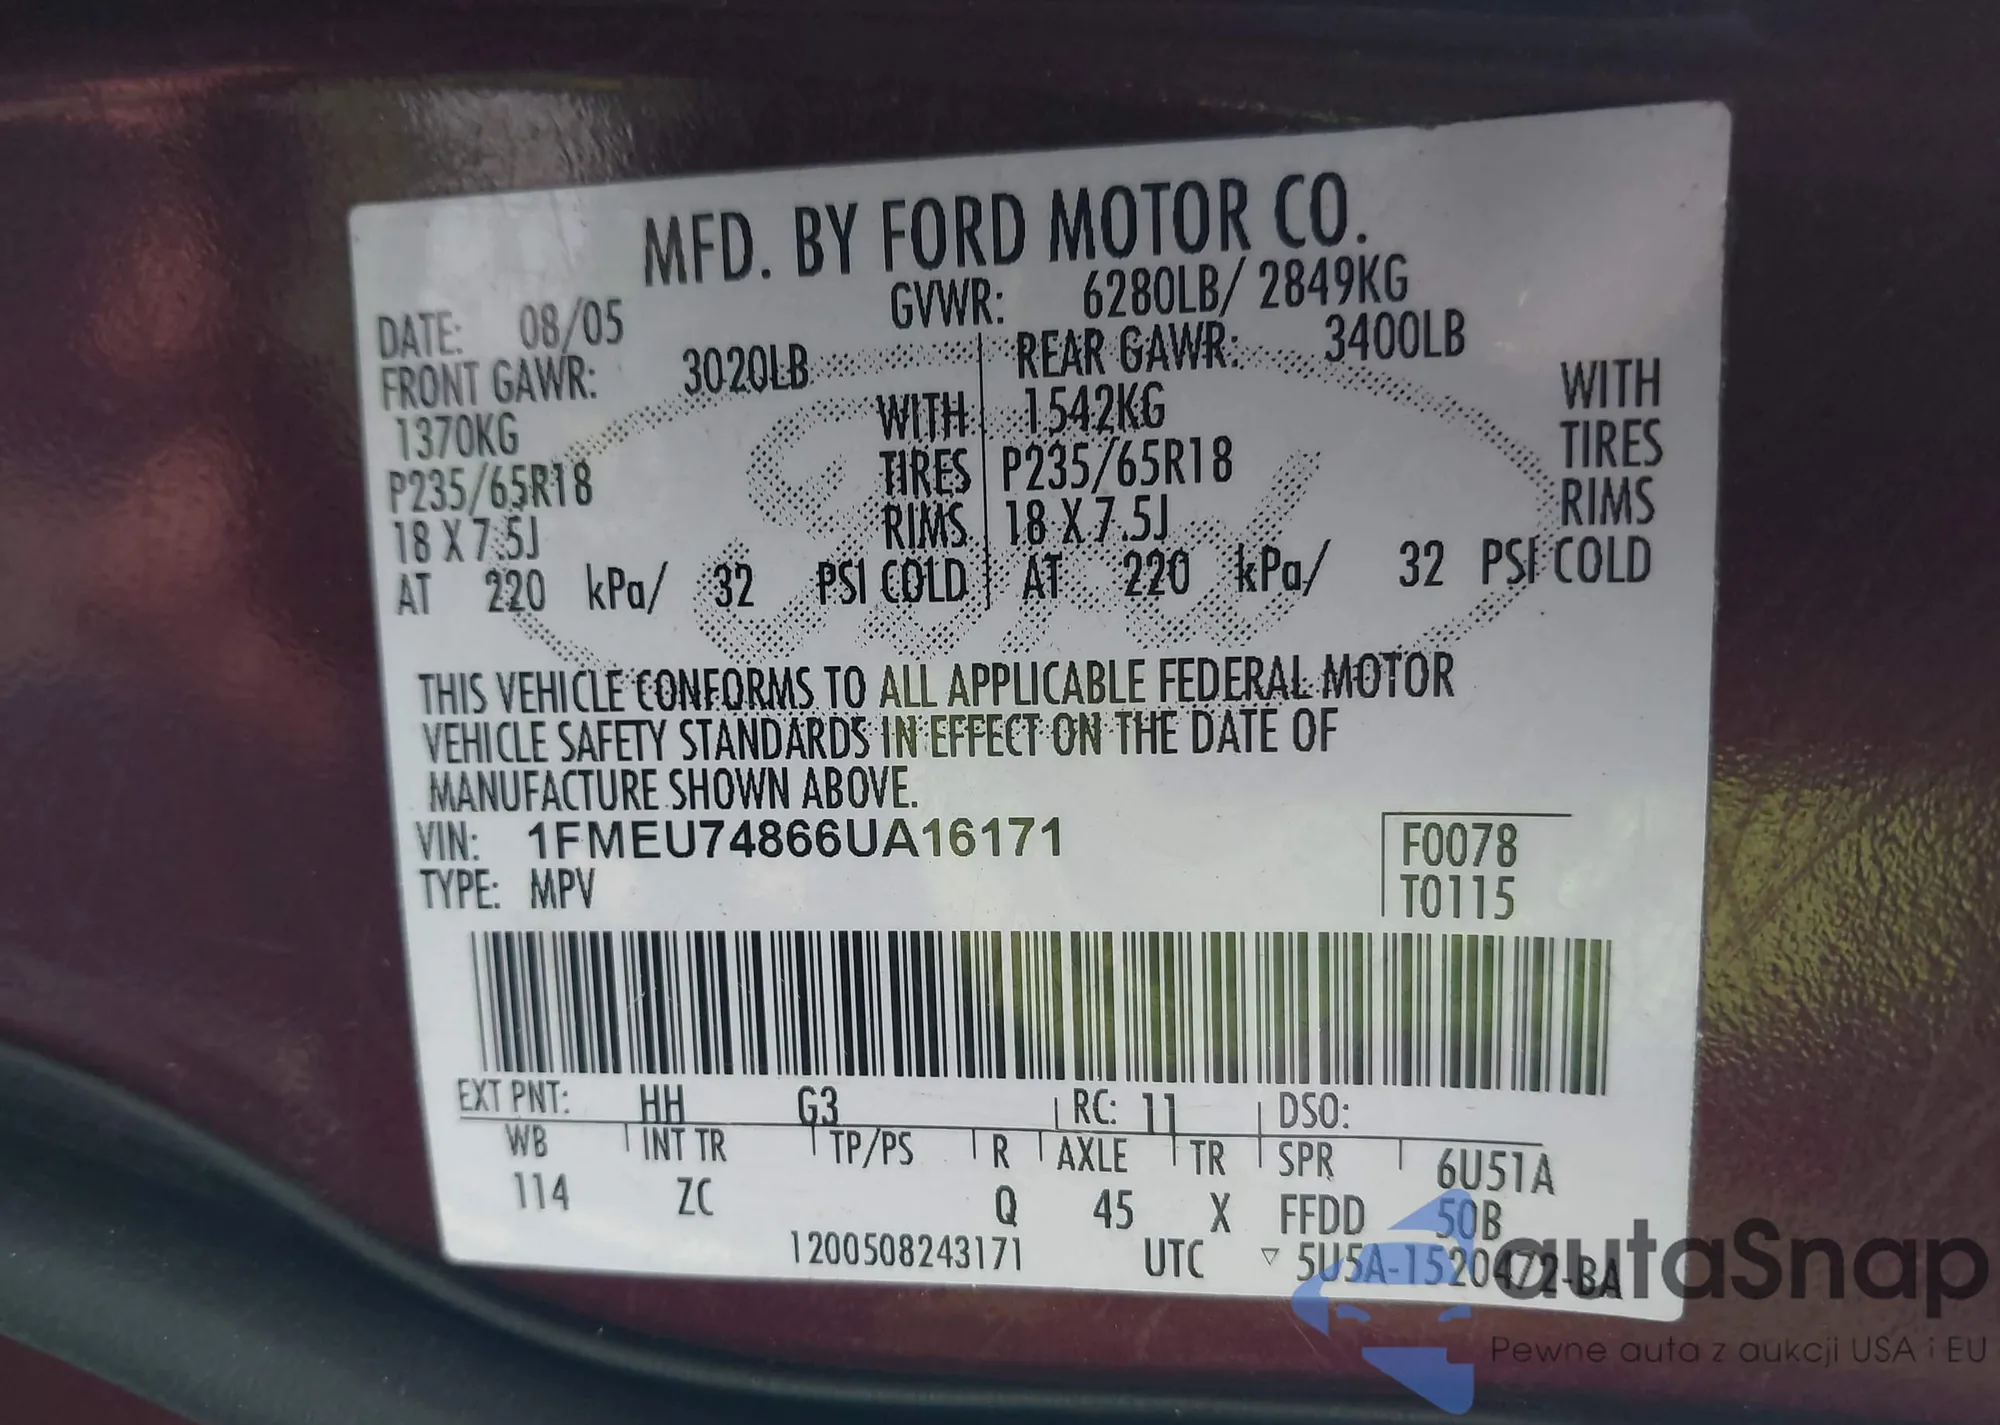 MFD. BY FORD MOTOR CO.
DATE: 08/05 GVWR: 6280LB/ 2849KG
FRONT GAWR: 3020LB REAR GAWR: 3400LB
1370KG WITH 1542KG WITH
P235/65R18 TIRES P235/65R18 TIRES
18 X 7.5J RIMS 18 X 7.5J RIMS
AT 220 kPa/ 32 PSI COLD AT 220 kPa/ 32 PSI COLD
Ford
THIS VEHICLE CONFORMS TO ALL APPLICABLE FEDERAL MOTOR
VEHICLE SAFETY STANDARDS IN EFFECT ON THE DATE OF
MANUFACTURE SHOWN ABOVE.
VIN: 1FMEU74866UA16171 F0078
TYPE: MPV T0115
EXT PNT: HH G3 RC: 11 DSO:
WB INT TR TP/PS R AXLE TR SPR 6U51A
114 ZC Q 45 X FFDD 50B
1200508243171 UTC ▽ 5U5A-1520472-BA
autaSnap
Pewne auta z aukcji USA i EU